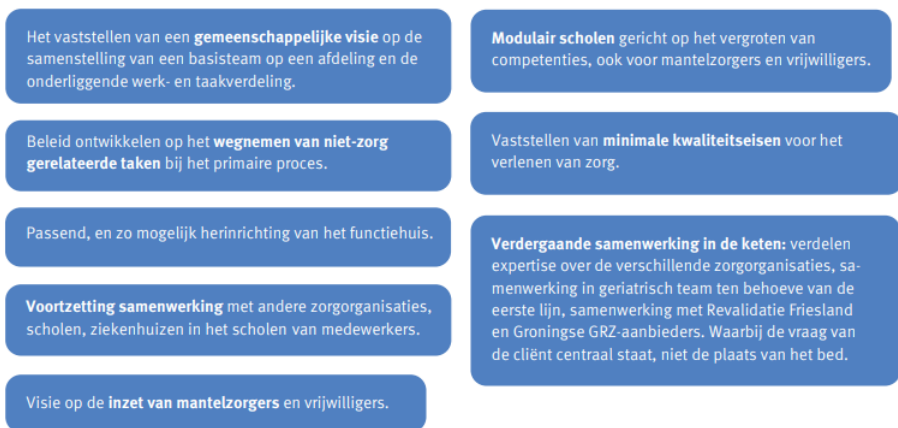 Het vaststellen van een gemeenschappelijke visie op de
samenstelling van een basisteam op een afdeling en de
onderliggende werk- en taakverdeling.
Beleid ontwikkelen op het wegnemen van niet-zorg
gerelateerde taken bij het primaire proces.
Passend, en zo mogelijk herinrichting van het functiehuis.
Voortzetting samenwerking met andere zorgorganisaties,
scholen, ziekenhuizen in het scholen van medewerkers.
Visie op de inzet van mantelzorgers en vrijwilligers.
Modulair scholen gericht op het vergroten van
competenties, ook voor mantelzorgers en vrijwilligers.
Vaststellen van minimale kwaliteitseisen voor het
verlenen van zorg.
Verdergaande samenwerking in de keten: verdelen
expertise over de verschillende zorgorganisaties, sa-
menwerking in geriatrisch team ten behoeve van de
eerste lijn, samenwerking met Revalidatie Friesland
en Groningse GRZ-aanbieders. Waarbij de vraag van
de cliënt centraal staat, niet de plaats van het bed.